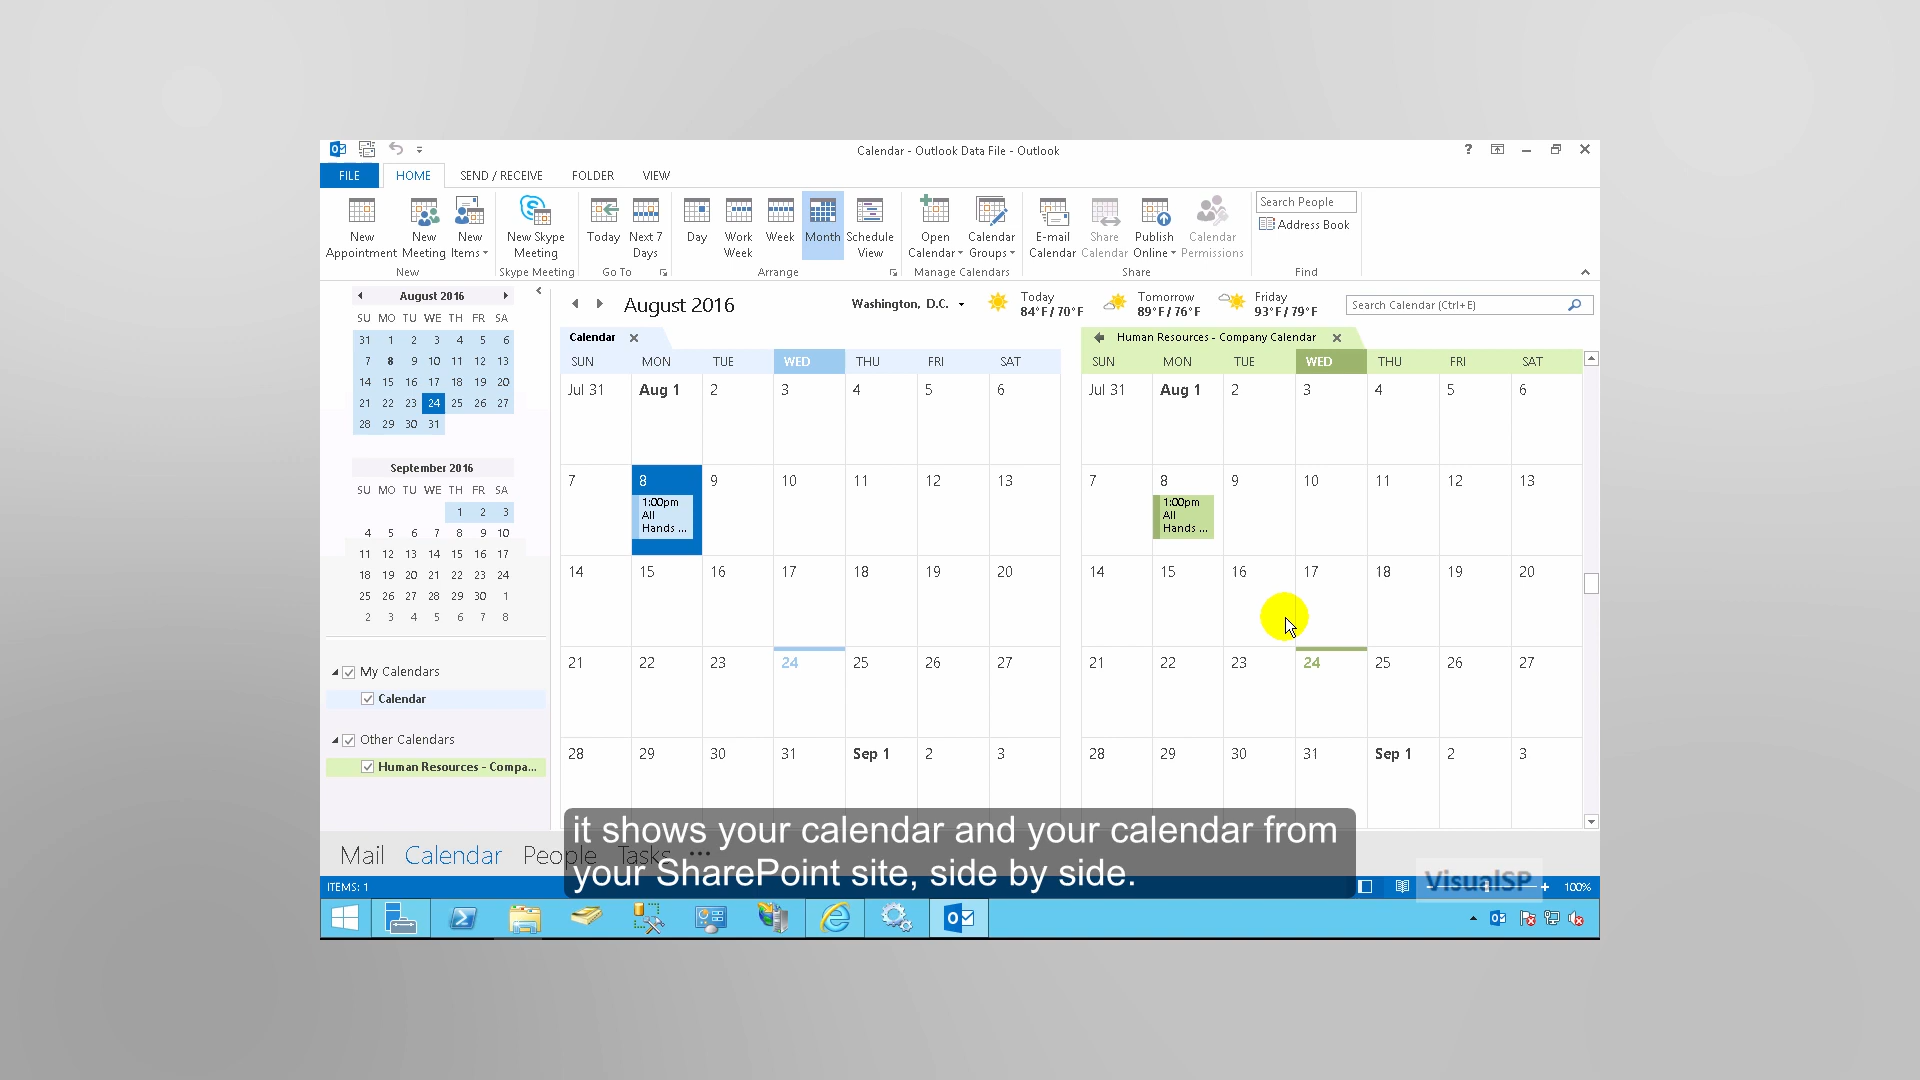 Calendar - Outlook Data File - Outlook
?
FILE HOME SEND / RECEIVE FOLDER VIEW
New Appointment
New Meeting
New Items
New
New Skype Meeting
Skype Meeting
Today
Next 7 Days
Go To
Day
Work Week
Week
Month
Schedule View
Arrange
Open Calendar
Calendar Groups
Manage Calendars
E-mail Calendar
Share Calendar
Publish Online
Calendar Permissions
Share
Search People
Address Book
Find
August 2016
SU MO TU WE TH FR SA
31 1 2 3 4 5 6
7 8 9 10 11 12 13
14 15 16 17 18 19 20
21 22 23 24 25 26 27
28 29 30 31
September 2016
SU MO TU WE TH FR SA
1 2 3
4 5 6 7 8 9 10
11 12 13 14 15 16 17
18 19 20 21 22 23 24
25 26 27 28 29 30 1
2 3 4 5 6 7 8
My Calendars
Calendar
Other Calendars
Human Resources - Compa...
August 2016
Washington, D.C.
Today
84°F / 70°F
Tomorrow
89°F / 76°F
Friday
93°F / 79°F
Search Calendar (Ctrl+E)
Calendar
SUN MON TUE WED THU FRI SAT
Jul 31 Aug 1 2 3 4 5 6
7 8 9 10 11 12 13
1:00pm
All
Hands ...
14 15 16 17 18 19 20
21 22 23 24 25 26 27
28 29 30 31 Sep 1 2 3
Human Resources - Company Calendar
SUN MON TUE WED THU FRI SAT
Jul 31 Aug 1 2 3 4 5 6
7 8 9 10 11 12 13
1:00pm
All
Hands ...
14 15 16 17 18 19 20
21 22 23 24 25 26 27
28 29 30 31 Sep 1 2 3
it shows your calendar and your calendar from
your SharePoint site, side by side.
Mail Calendar People Tasks ...
ITEMS: 1
VisualSP
100%